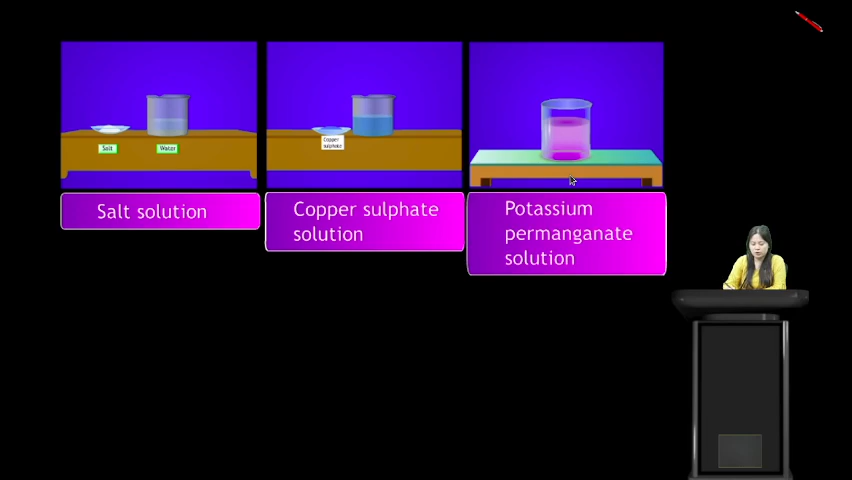 Salt
Water
Copper
sulphate
Salt solution
Copper sulphate
solution
Potassium
permanganate
solution